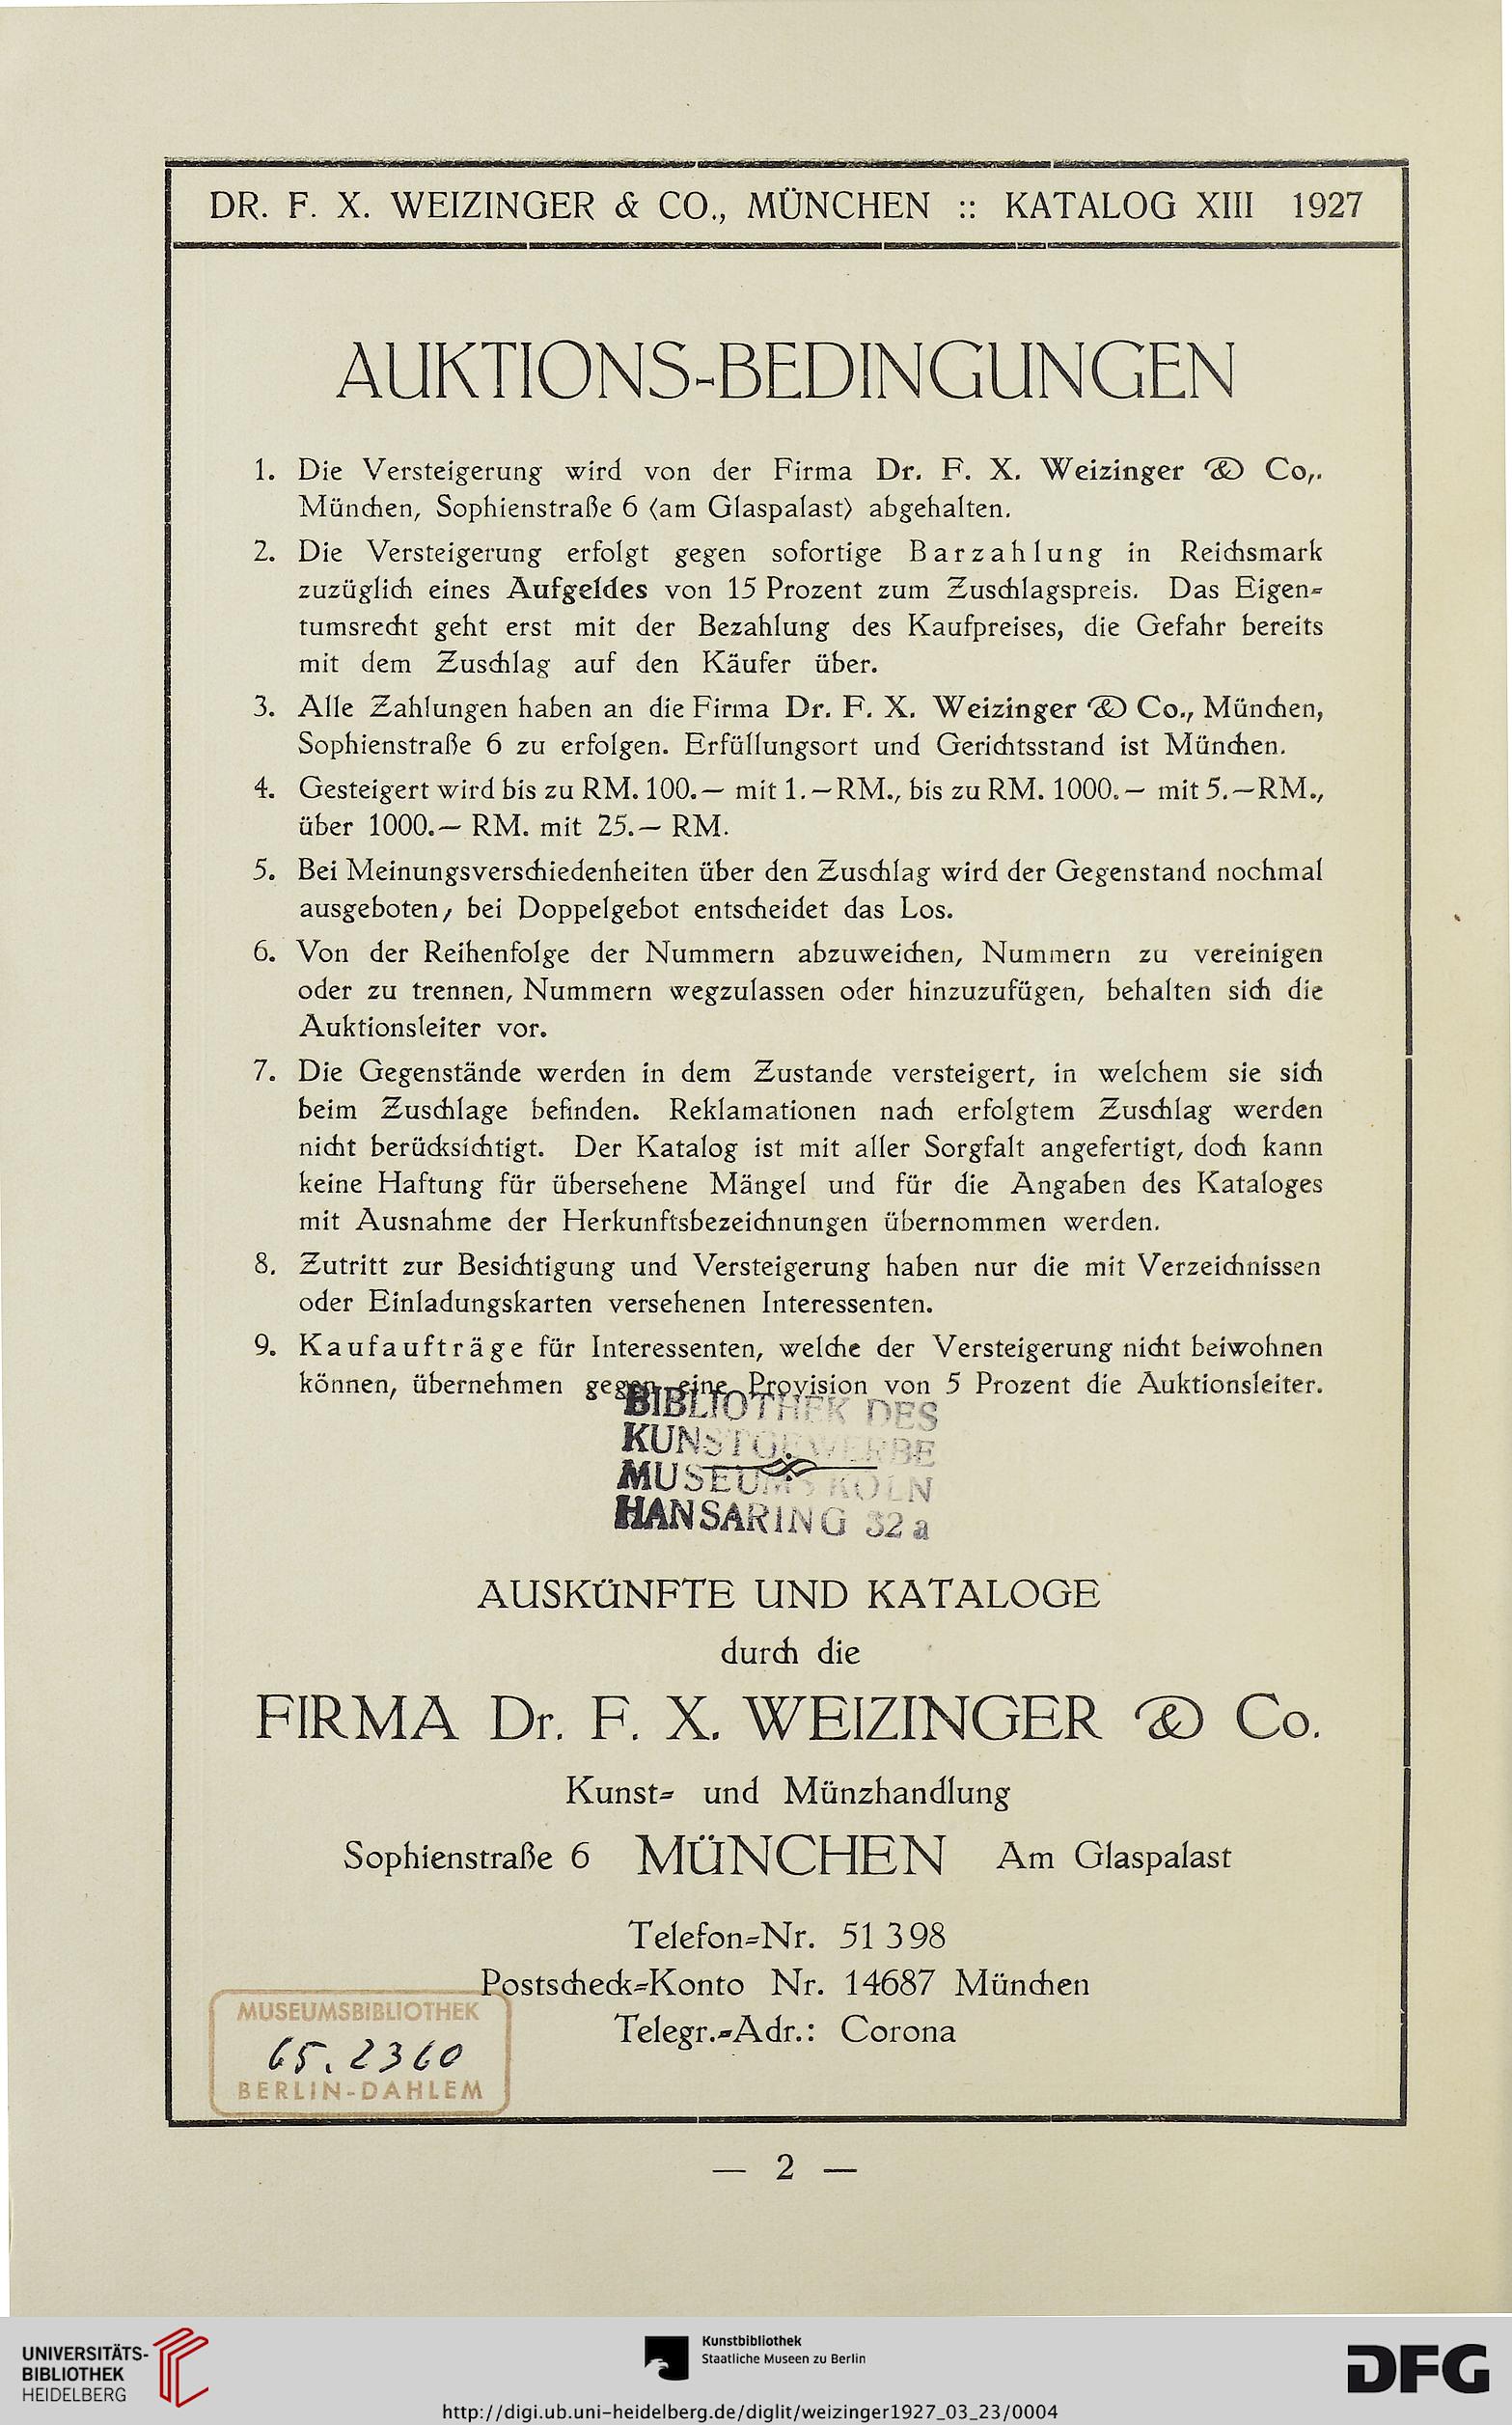 DR. F. X. WEIZINGER & CO., MÜNCHEN :: KATALOG XIII 1927
AUKTIONS-BEDINGUNGEN
1. Die Versteigerung wird von der Firma Dr. F. X. Weizinger & Co,.
München, Sophienstraße 6 (am Glaspalast) abgehalten.
2. Die Versteigerung erfolgt gegen sofortige Barzahlung in Reichsmark
zuzüglich eines Aufgeldes von 15 Prozent zum Zuschlagspreis. Das Eigen-
tumsrecht geht erst mit der Bezahlung des Kaufpreises, die Gefahr bereits
mit dem Zuschlag auf den Käufer über.
3. Alle Zahlungen haben an die Firma Dr. F. X. Weizinger & Co., München,
Sophienstraße 6 zu erfolgen. Erfüllungsort und Gerichtsstand ist München.
4. Gesteigert wird bis zu RM. 100.— mit 1.—RM., bis zu RM. 1000.— mit 5.—RM.,
über 1000.— RM. mit 25.— RM.
5. Bei Meinungsverschiedenheiten über den Zuschlag wird der Gegenstand nochmal
ausgeboten, bei Doppelgebot entscheidet das Los.
6. Von der Reihenfolge der Nummern abzuweichen, Nummern zu vereinigen
oder zu trennen, Nummern wegzulassen oder hinzuzufügen, behalten sich die
Auktionsleiter vor.
7. Die Gegenstände werden in dem Zustande versteigert, in welchem sie sich
beim Zuschlage befinden. Reklamationen nach erfolgtem Zuschlag werden
nicht berücksichtigt. Der Katalog ist mit aller Sorgfalt angefertigt, doch kann
keine Haftung für übersehene Mängel und für die Angaben des Kataloges
mit Ausnahme der Herkunftsbezeichnungen übernommen werden.
8. Zutritt zur Besichtigung und Versteigerung haben nur die mit Verzeichnissen
oder Einladungskarten versehenen Interessenten.
9. Kaufaufträge für Interessenten, welche der Versteigerung nicht beiwohnen
können, übernehmen gegen eine Provision von 5 Prozent die Auktionsleiter.
BIBLIOTHEK DES
KUNSTGEWERBE
MUSEUMS KÖLN
HANSARING 32 a
AUSKÜNFTE UND KATALOGE
durch die
FIRMA Dr. F. X. WEIZINGER & Co.
Kunst- und Münzhandlung
Sophienstraße 6 MÜNCHEN Am Glaspalast
Telefon-Nr. 51 398
Postscheck-Konto Nr. 14687 München
Telegr.-Adr.: Corona
MUSEUMSBIBLIOTHEK
65. 2360
BERLIN-DAHLEM
— 2 —
UNIVERSITÄTS-
BIBLIOTHEK
HEIDELBERG
Kunstbibliothek
Staatliche Museen zu Berlin
DFG
http://digi.ub.uni-heidelberg.de/diglit/weizinger1927_03_23/0004